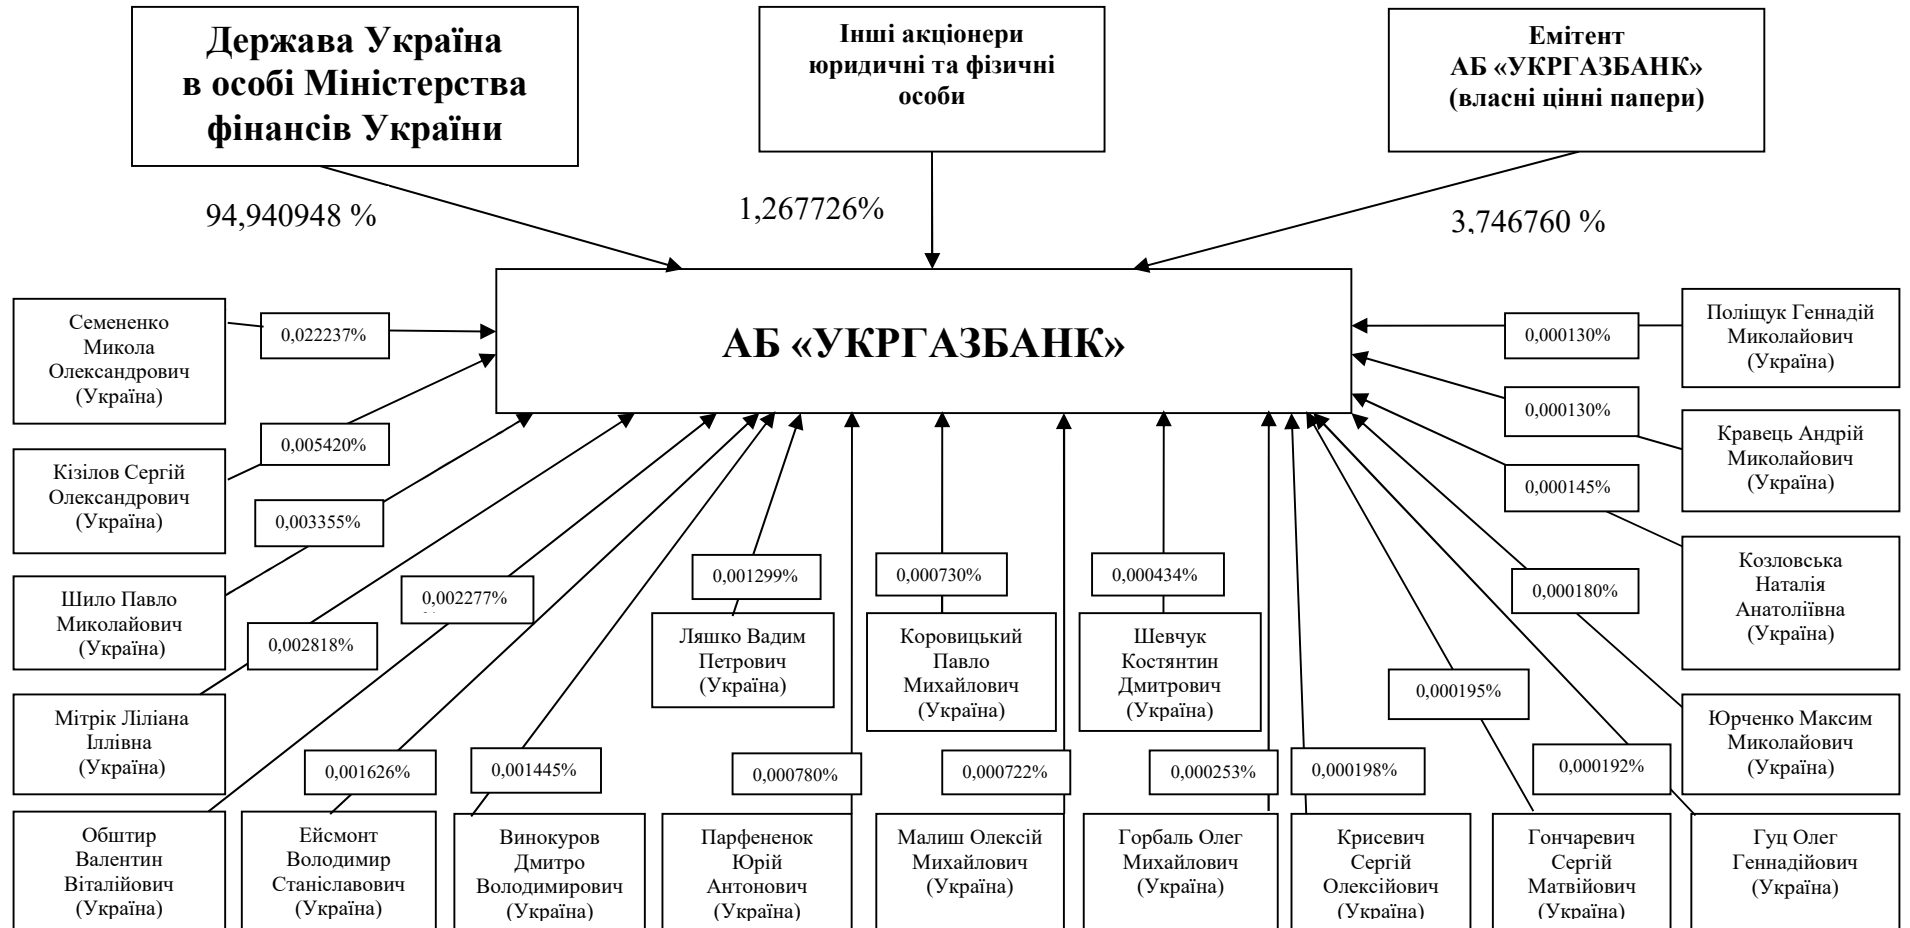 Держава Україна
в особі Міністерства
фінансів України
Інші акціонери
юридичні та фізичні
особи
Емітент
АБ «УКРГАЗБАНК»
(власні цінні папери)
94,940948 %
1,267726%
3,746760 %
АБ «УКРГАЗБАНК»
Семененко
Микола
Олександрович
(Україна)
0,022237%
Кізілов Сергій
Олександрович
(Україна)
0,005420%
Шило Павло
Миколайович
(Україна)
0,003355%
Мітрік Ліліана
Іллівна
(Україна)
0,002818%
0,002277%
0,001299%
Ляшко Вадим
Петрович
(Україна)
0,000730%
Коровицький
Павло
Михайлович
(Україна)
0,000434%
Шевчук
Костянтин
Дмитрович
(Україна)
0,000130%
Поліщук Геннадій
Миколайович
(Україна)
0,000130%
Кравець Андрій
Миколайович
(Україна)
0,000145%
Козловська
Наталія
Анатоліївна
(Україна)
0,000180%
Юрченко Максим
Миколайович
(Україна)
0,000195%
0,001626%
0,001445%
0,000780%
0,000722%
0,000253%
0,000198%
0,000192%
Обштир
Валентин
Віталійович
(Україна)
Ейсмонт
Володимир
Станіславович
(Україна)
Винокуров
Дмитро
Володимирович
(Україна)
Парфененок
Юрій
Антонович
(Україна)
Малиш Олексій
Михайлович
(Україна)
Горбаль Олег
Михайлович
(Україна)
Крисевич
Сергій
Олексійович
(Україна)
Гончаревич
Сергій
Матвійович
(Україна)
Гуц Олег
Геннадійович
(Україна)